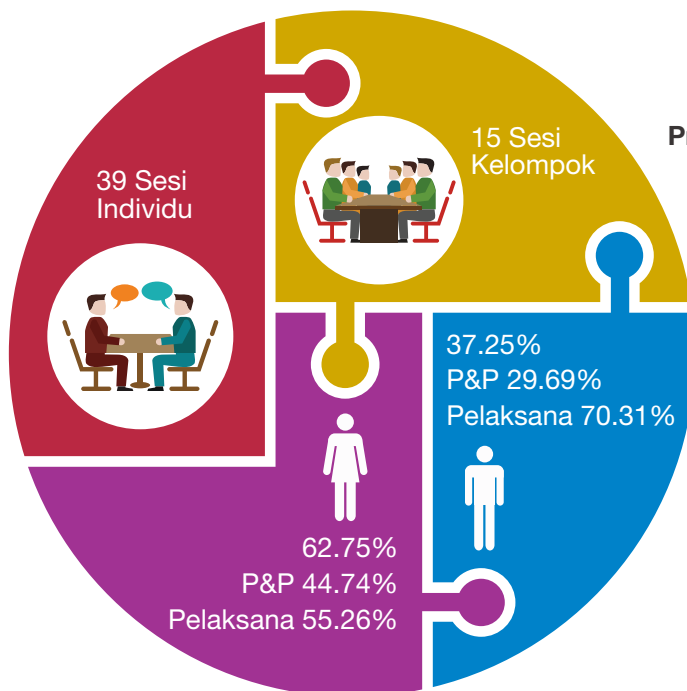 39 Sesi
Individu
15 Sesi
Kelompok
37.25%
P&P 29.69%
Pelaksana 70.31%
62.75%
P&P 44.74%
Pelaksana 55.26%